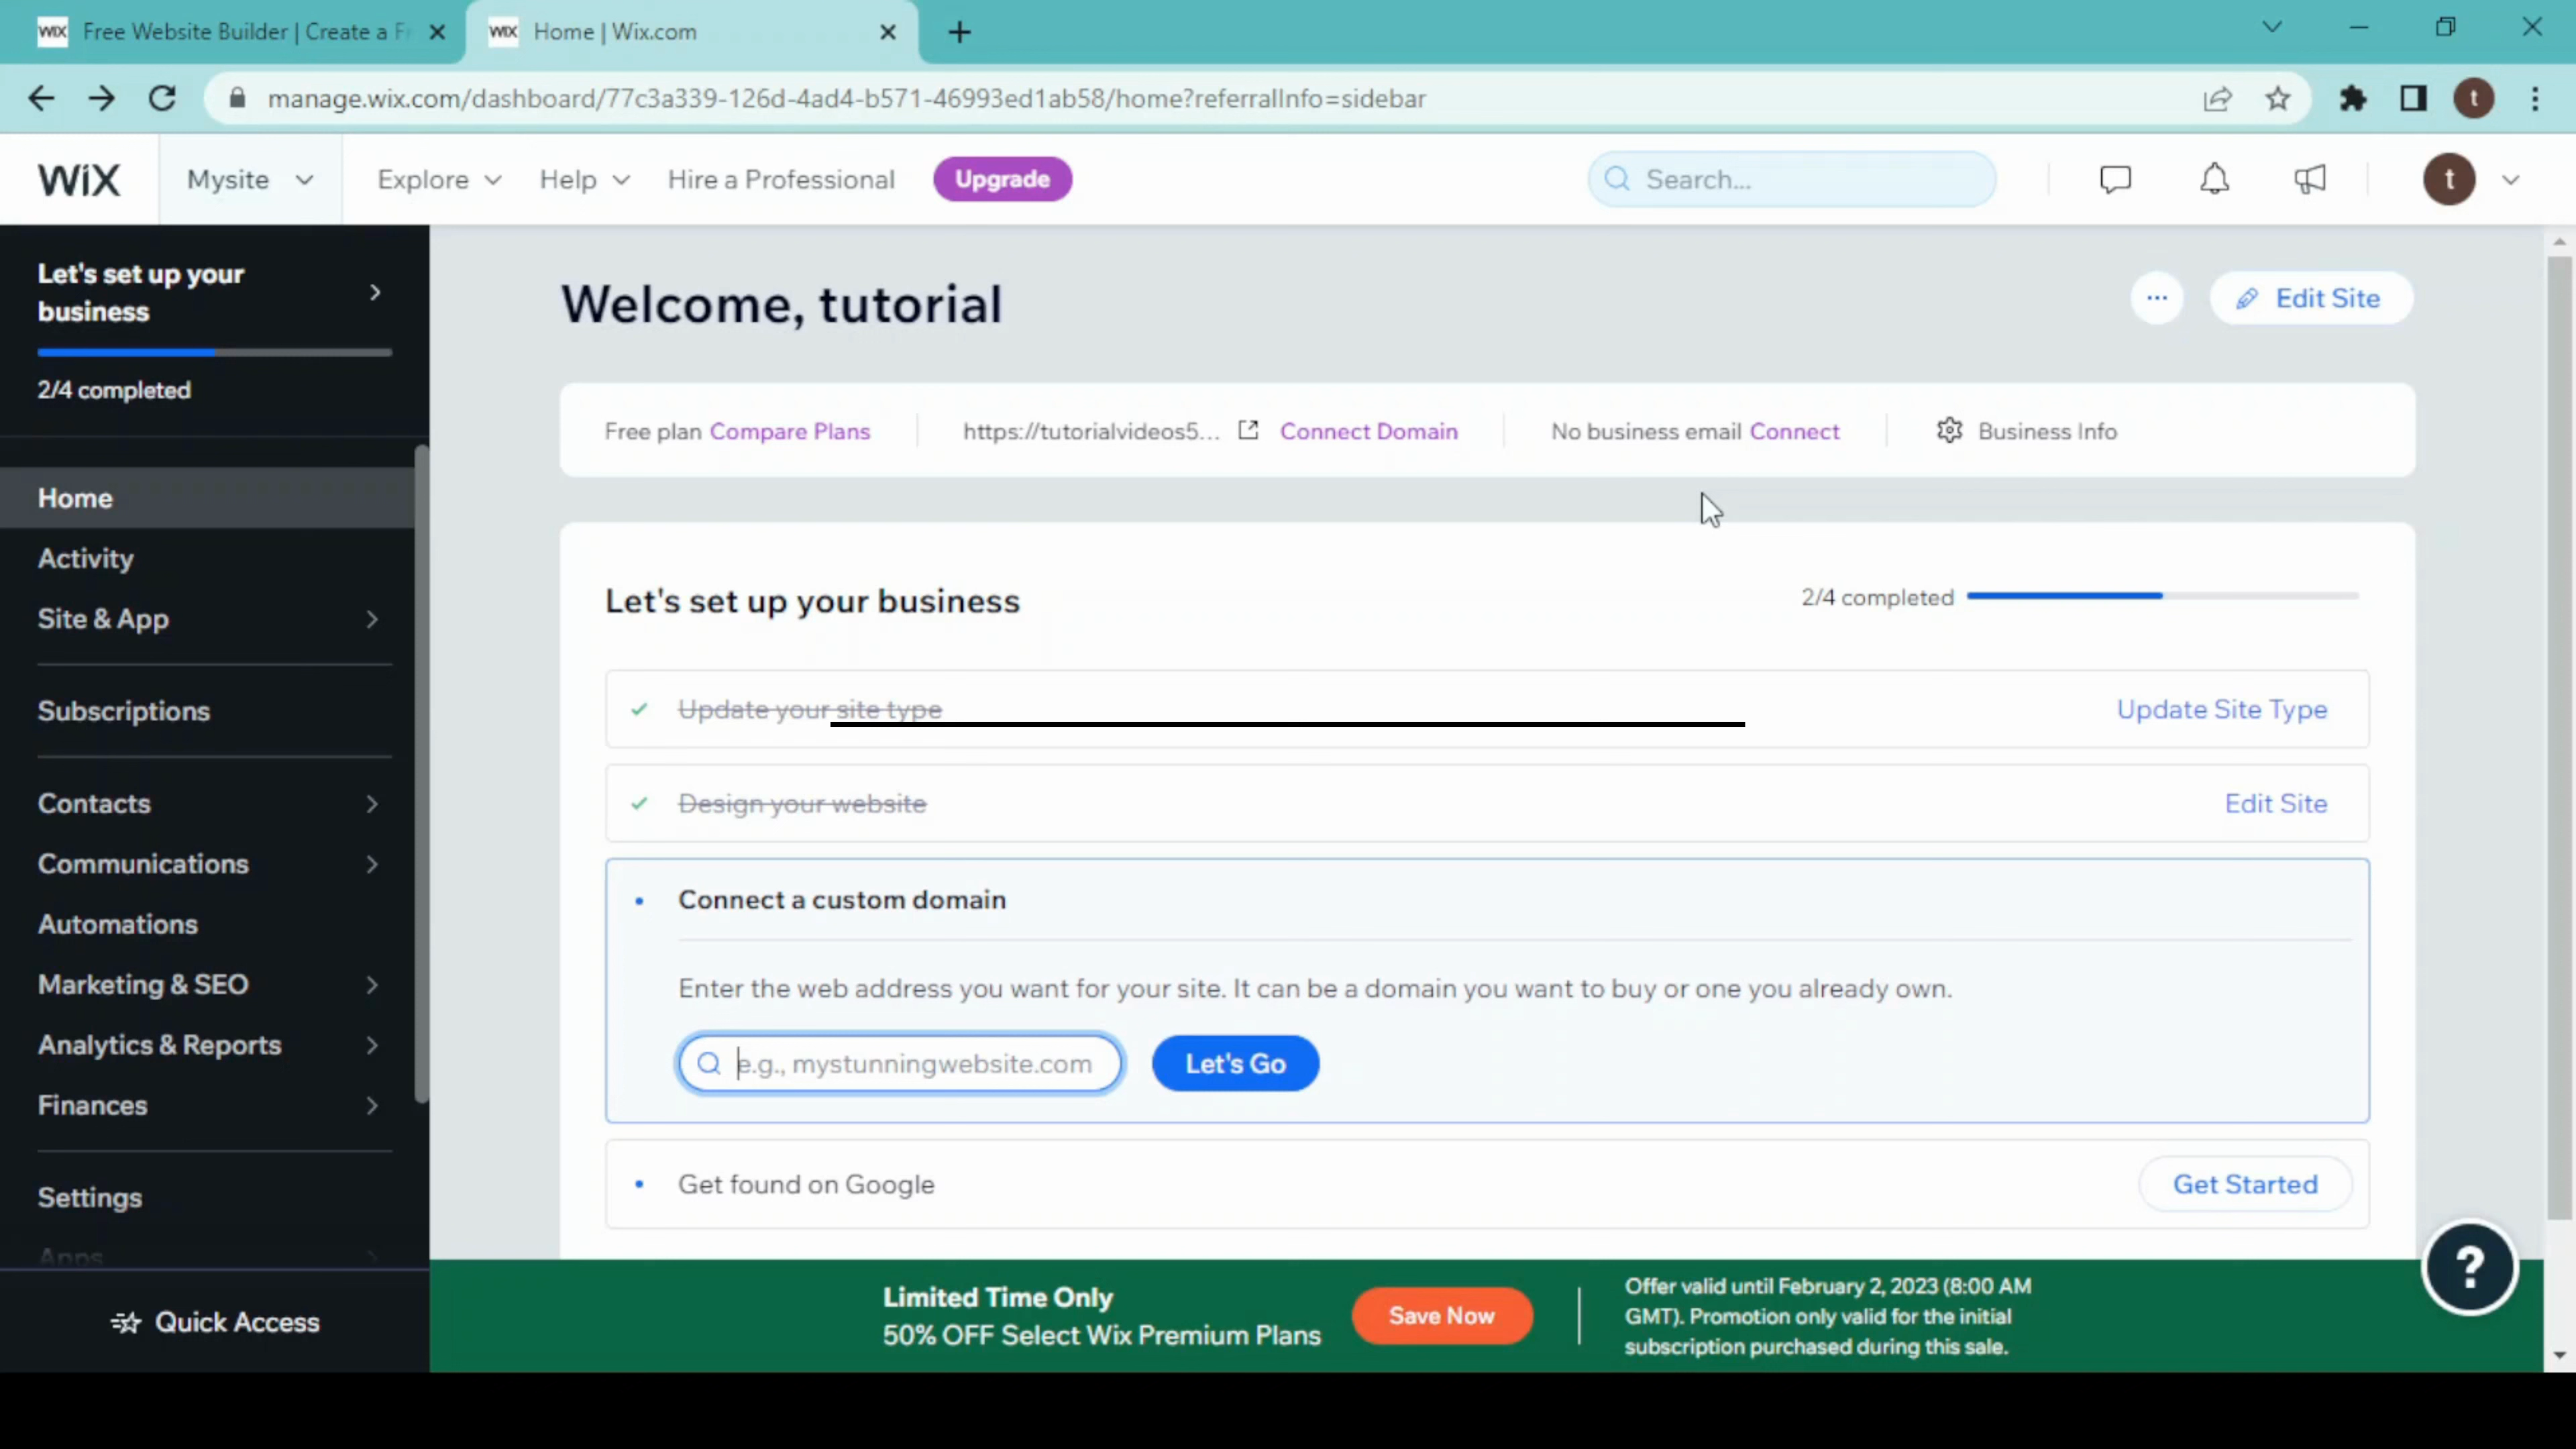 WIX Free Website Builder | Create a Fr
WIX Home | Wix.com
manage.wix.com/dashboard/77c3a339-126d-4ad4-b571-46993ed1ab58/home?referralInfo=sidebar
t
WiX
Mysite
Explore
Help
Hire a Professional
Upgrade
Search...
t
Let's set up your
business
2/4 completed
Home
Activity
Site & App
Subscriptions
Contacts
Communications
Automations
Marketing & SEO
Analytics & Reports
Finances
Settings
Apps
Quick Access
Welcome, tutorial
Edit Site
Free plan Compare Plans
https://tutorialvideos5... Connect Domain
No business email Connect
Business Info
Let's set up your business
2/4 completed
Update your site type
Update Site Type
Design your website
Edit Site
Connect a custom domain
Enter the web address you want for your site. It can be a domain you want to buy or one you already own.
e.g., mystunningwebsite.com
Let's Go
Get found on Google
Get Started
Limited Time Only
50% OFF Select Wix Premium Plans
Save Now
Offer valid until February 2, 2023 (8:00 AM
GMT). Promotion only valid for the initial
subscription purchased during this sale.
?